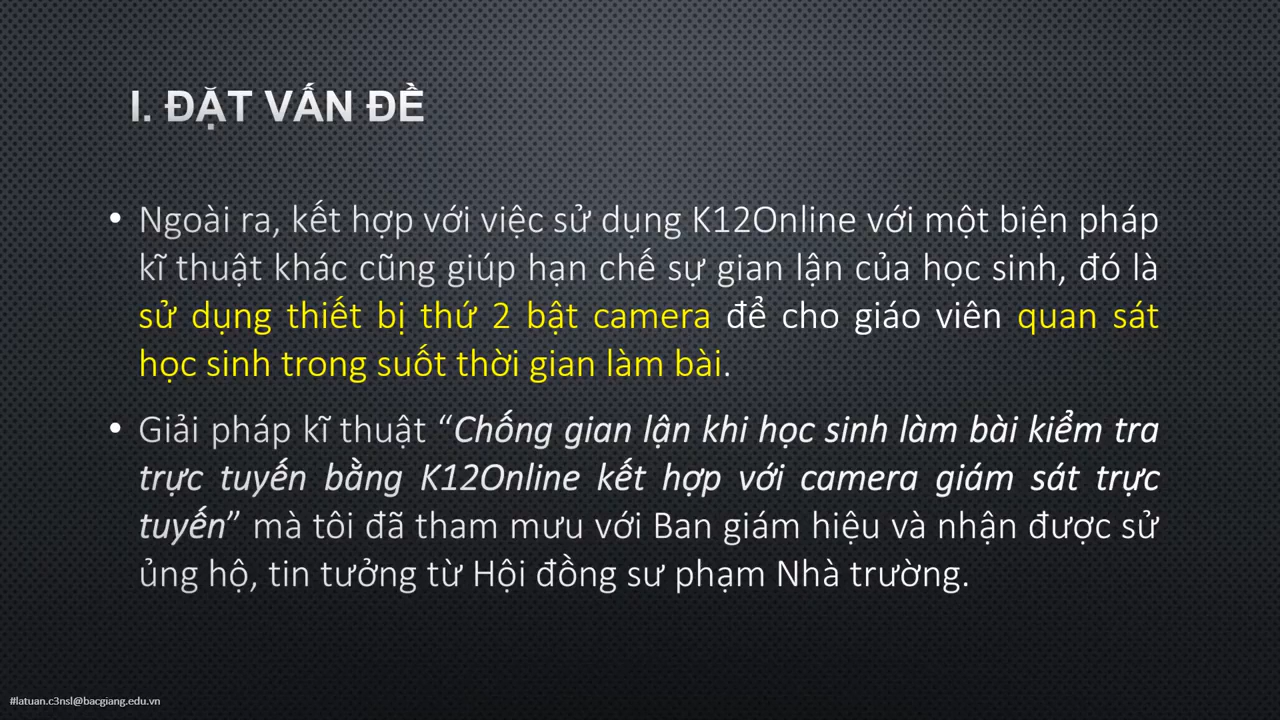 I. ĐẶT VẤN ĐỀ
• Ngoài ra, kết hợp với việc sử dụng K12Online với một biện pháp
kĩ thuật khác cũng giúp hạn chế sự gian lận của học sinh, đó là
sử dụng thiết bị thứ 2 bật camera để cho giáo viên quan sát
học sinh trong suốt thời gian làm bài.
• Giải pháp kĩ thuật “Chống gian lận khi học sinh làm bài kiểm tra
trực tuyến bằng K12Online kết hợp với camera giám sát trực
tuyến” mà tôi đã tham mưu với Ban giám hiệu và nhận được sử
ủng hộ, tin tưởng từ Hội đồng sư phạm Nhà trường.
#latuan.c3nsl@bacgiang.edu.vn